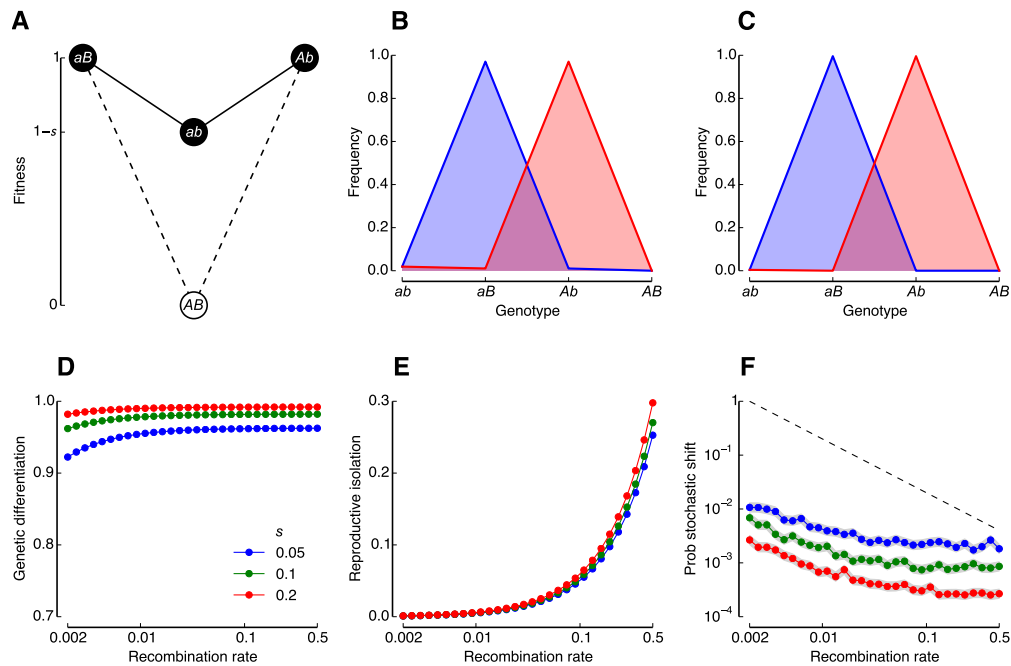 A
1
1−s
0
Fitness
aB
Ab
ab
AB
B
1.0
0.8
0.6
0.4
0.2
0.0
Frequency
ab
aB
Ab
AB
Genotype
C
1.0
0.8
0.6
0.4
0.2
0.0
Frequency
ab
aB
Ab
AB
Genotype
D
1.0
0.9
0.8
0.7
Genetic differentiation
s
0.05
0.1
0.2
0.002
0.01
0.1
0.5
Recombination rate
E
0.3
0.2
0.1
0.0
Reproductive isolation
0.002
0.01
0.1
0.5
Recombination rate
F
1
10⁻¹
10⁻²
10⁻³
10⁻⁴
Prob stochastic shift
0.002
0.01
0.1
0.5
Recombination rate